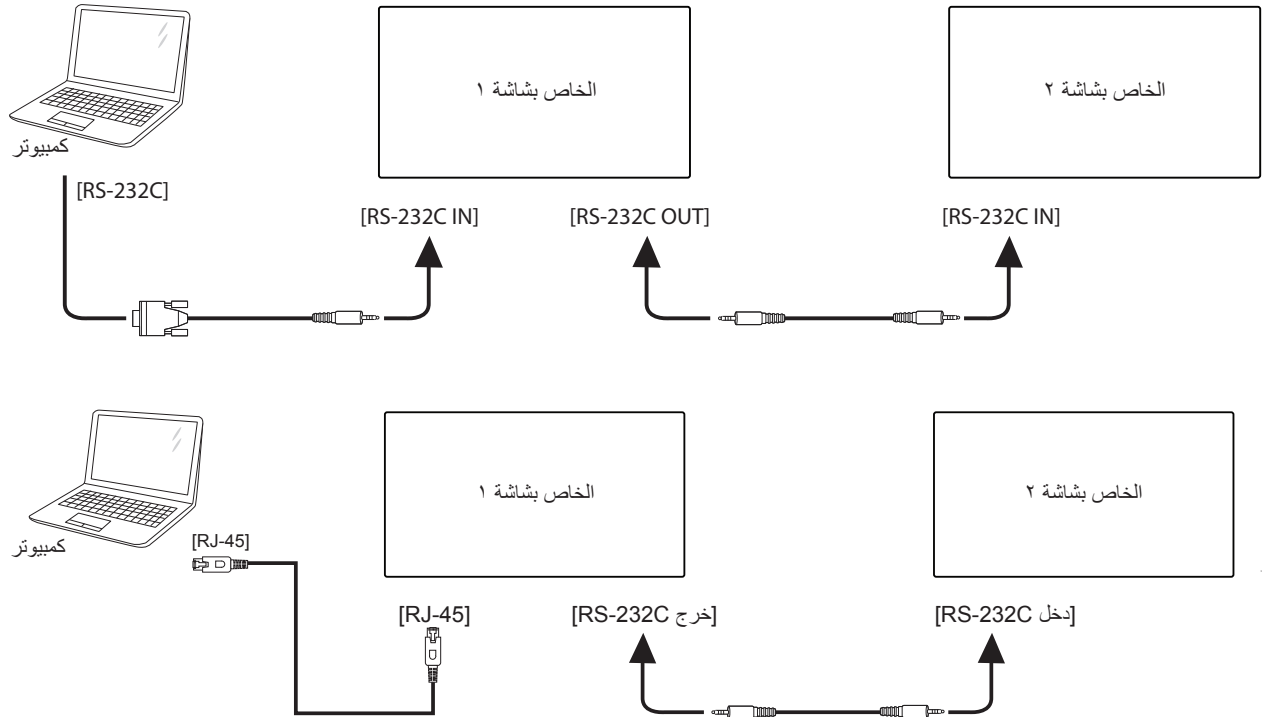 الخاص بشاشة ١
الخاص بشاشة ٢
كمبيوتر
[RS-232C]
[RS-232C IN]
[RS-232C OUT]
[RS-232C IN]
الخاص بشاشة ١
الخاص بشاشة ٢
كمبيوتر
[RJ-45]
[RJ-45]
[RS-232C خرج]
[RS-232C دخل]